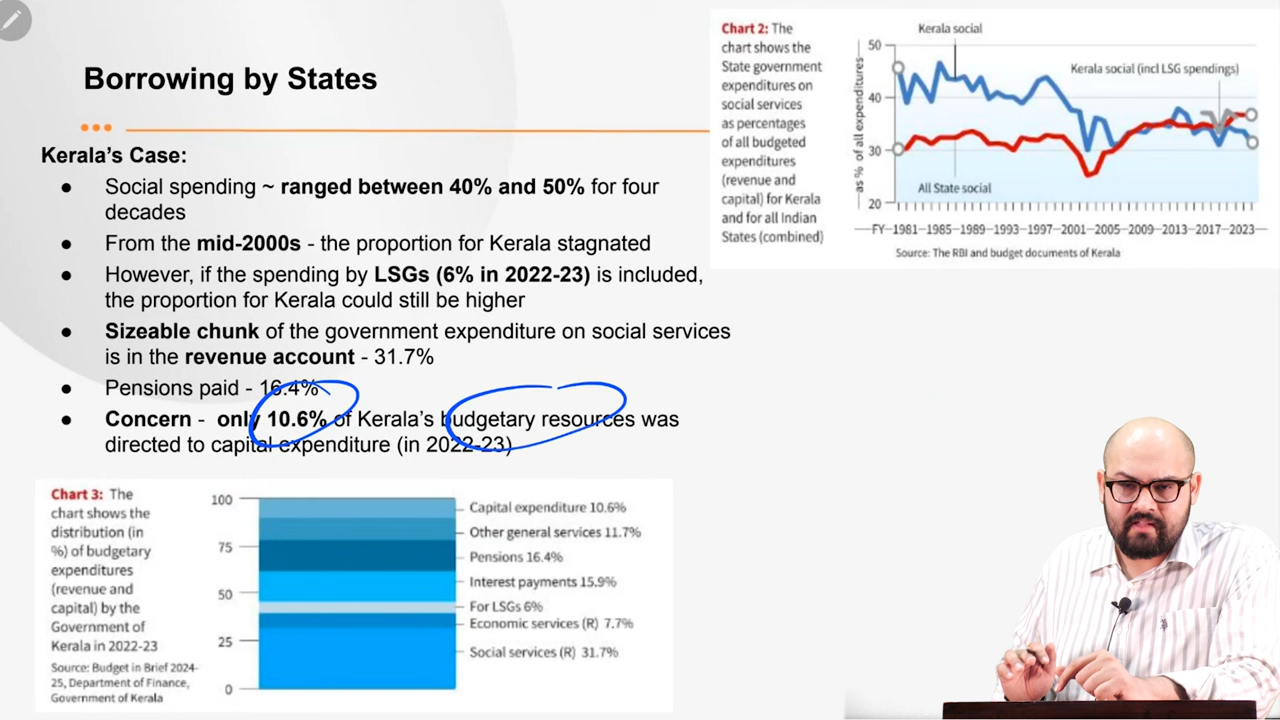 Borrowing by States
Kerala's Case:
● Social spending ~ ranged between 40% and 50% for four
decades
● From the mid-2000s - the proportion for Kerala stagnated
● However, if the spending by LSGs (6% in 2022-23) is included,
the proportion for Kerala could still be higher
● Sizeable chunk of the government expenditure on social services
is in the revenue account - 31.7%
● Pensions paid - 16.4%
● Concern - only 10.6% of Kerala's budgetary resources was
directed to capital expenditure (in 2022-23)
Chart 2: The
chart shows the
State government
expenditures on
social services
as percentages
of all budgeted
expenditures
(revenue and
capital) for Kerala
and for all Indian
States (combined)
Kerala social
Kerala social (incl LSG spendings)
All State social
as % of all expenditures
50
40
30
20
FY 1981 1985 1989 1993 1997 2001 2005 2009 2013 2017 2023
Source: The RBI and budget documents of Kerala
Chart 3: The
chart shows the
distribution (in
%) of budgetary
expenditures
(revenue and
capital) by the
Government of
Kerala in 2022-23
Source: Budget in Brief 2024-
25, Department of Finance,
Government of Kerala
100
75
50
25
0
Capital expenditure 10.6%
Other general services 11.7%
Pensions 16.4%
Interest payments 15.9%
For LSGs 6%
Economic services (R) 7.7%
Social services (R) 31.7%